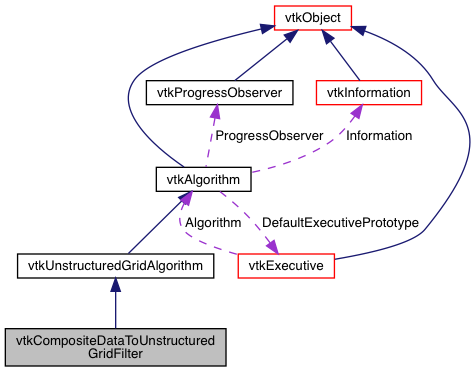 vtkObject
vtkProgressObserver
vtkInformation
ProgressObserver
Information
vtkAlgorithm
Algorithm
DefaultExecutivePrototype
vtkUnstructuredGridAlgorithm
vtkExecutive
vtkCompositeDataToUnstructured
GridFilter